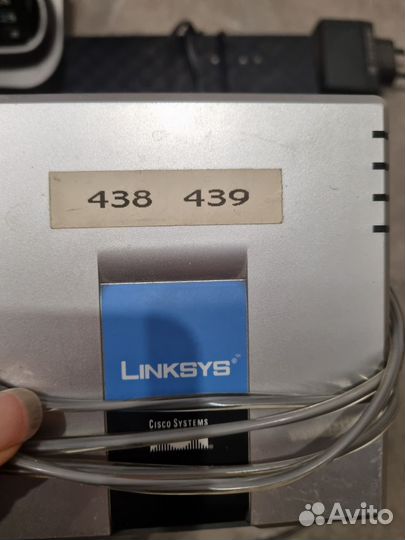 438 439
LINKSYS®
CISCO SYSTEMS
Avito